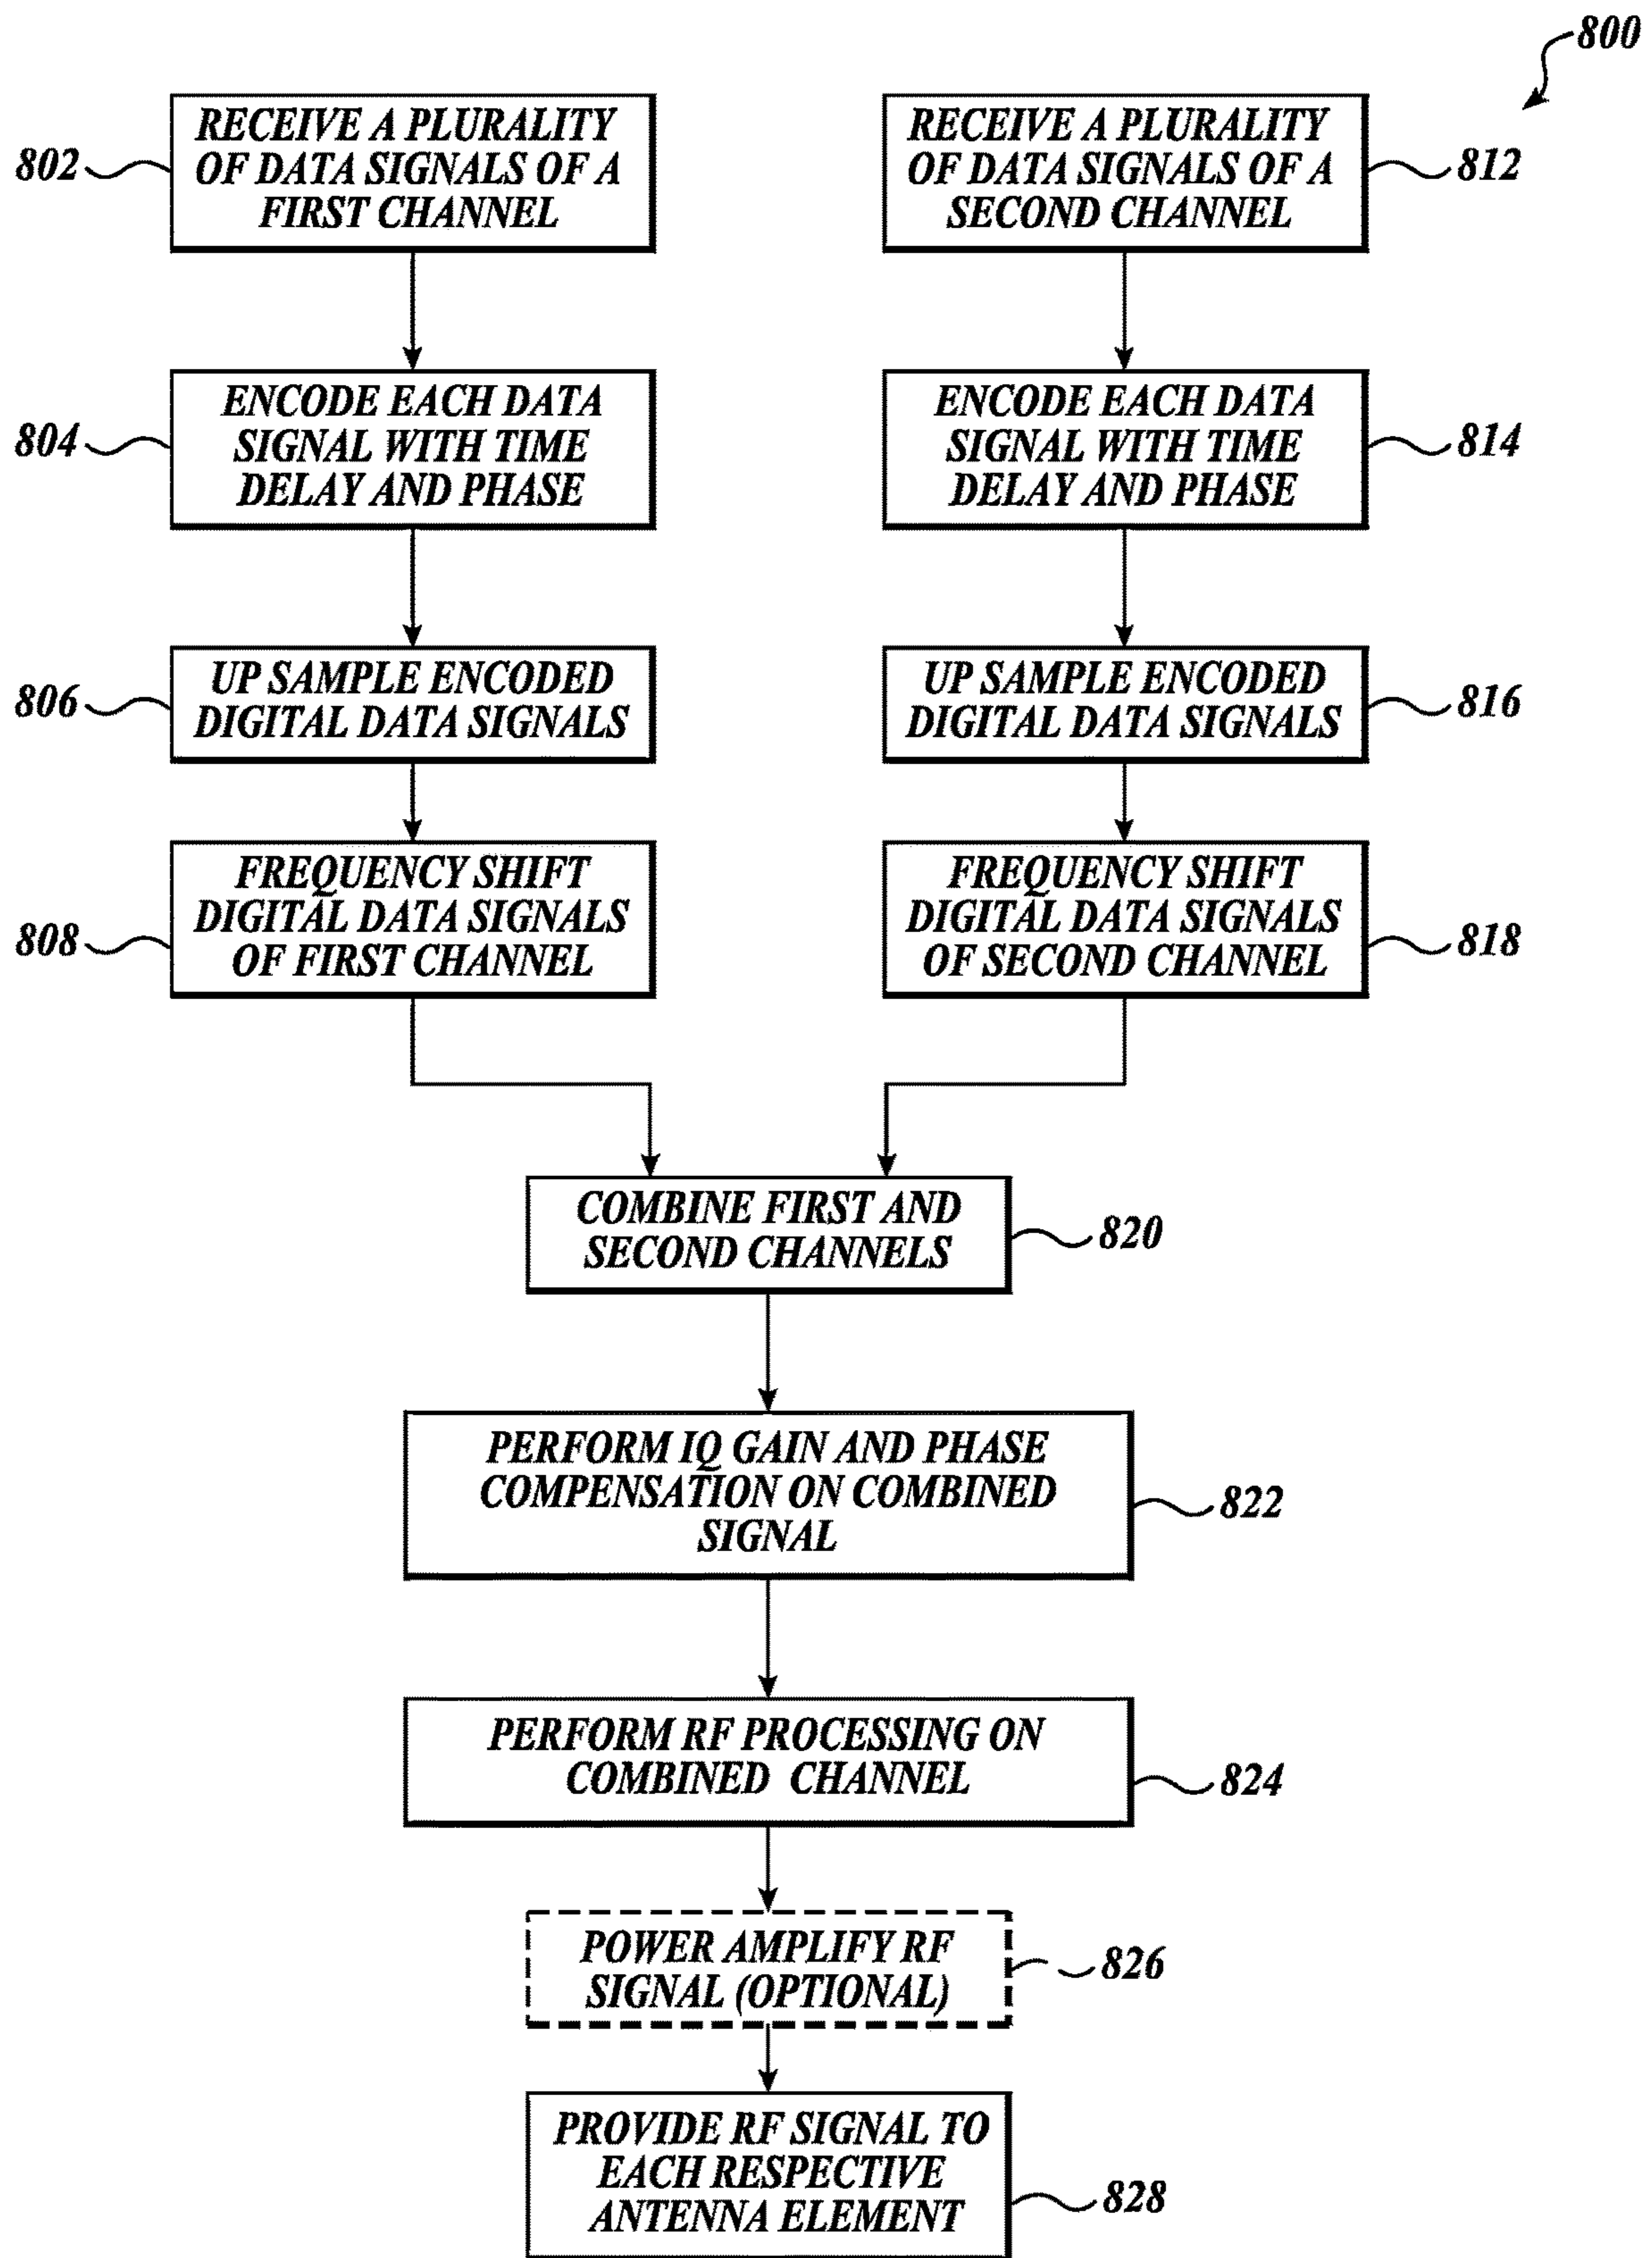 800
RECEIVE A PLURALITY
OF DATA SIGNALS OF A
FIRST CHANNEL
802
RECEIVE A PLURALITY
OF DATA SIGNALS OF A
SECOND CHANNEL
812
ENCODE EACH DATA
SIGNAL WITH TIME
DELAY AND PHASE
804
ENCODE EACH DATA
SIGNAL WITH TIME
DELAY AND PHASE
814
UP SAMPLE ENCODED
DIGITAL DATA SIGNALS
806
UP SAMPLE ENCODED
DIGITAL DATA SIGNALS
816
FREQUENCY SHIFT
DIGITAL DATA SIGNALS
OF FIRST CHANNEL
808
FREQUENCY SHIFT
DIGITAL DATA SIGNALS
OF SECOND CHANNEL
818
COMBINE FIRST AND
SECOND CHANNELS
820
PERFORM IQ GAIN AND PHASE
COMPENSATION ON COMBINED
SIGNAL
822
PERFORM RF PROCESSING ON
COMBINED CHANNEL
824
POWER AMPLIFY RF
SIGNAL (OPTIONAL)
826
PROVIDE RF SIGNAL TO
EACH RESPECTIVE
ANTENNA ELEMENT
828